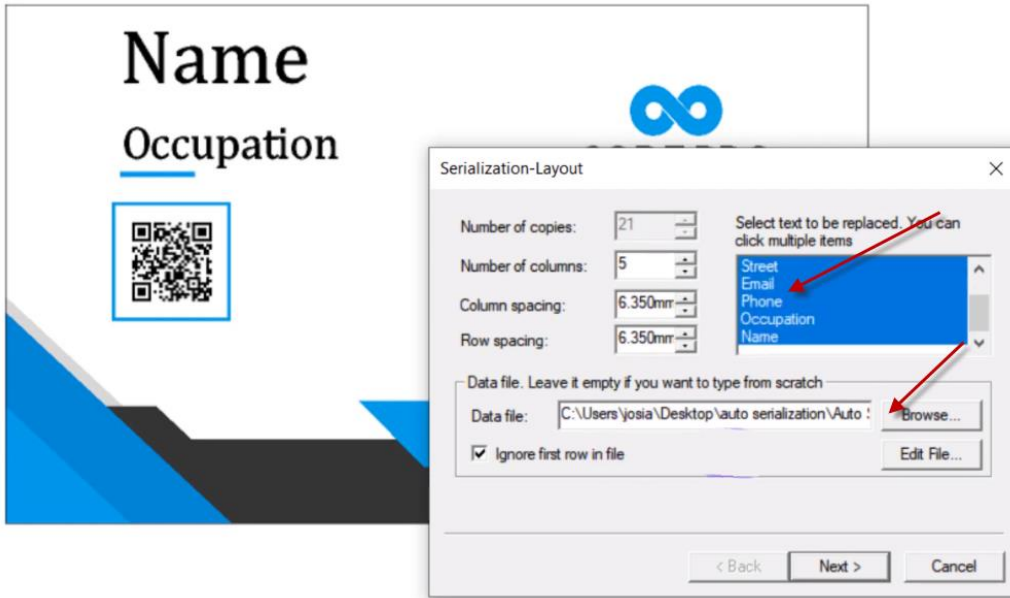 Name
Occupation
Serialization-Layout
Number of copies: 21
Number of columns: 5
Column spacing: 6.350mm
Row spacing: 6.350mm
Select text to be replaced. You can
click multiple items
Street
Email
Phone
Occupation
Name
Data file. Leave it empty if you want to type from scratch
Data file: C:\Users\josia\Desktop\auto serialization\Auto Browse...
Ignore first row in file Edit File...
< Back Next > Cancel